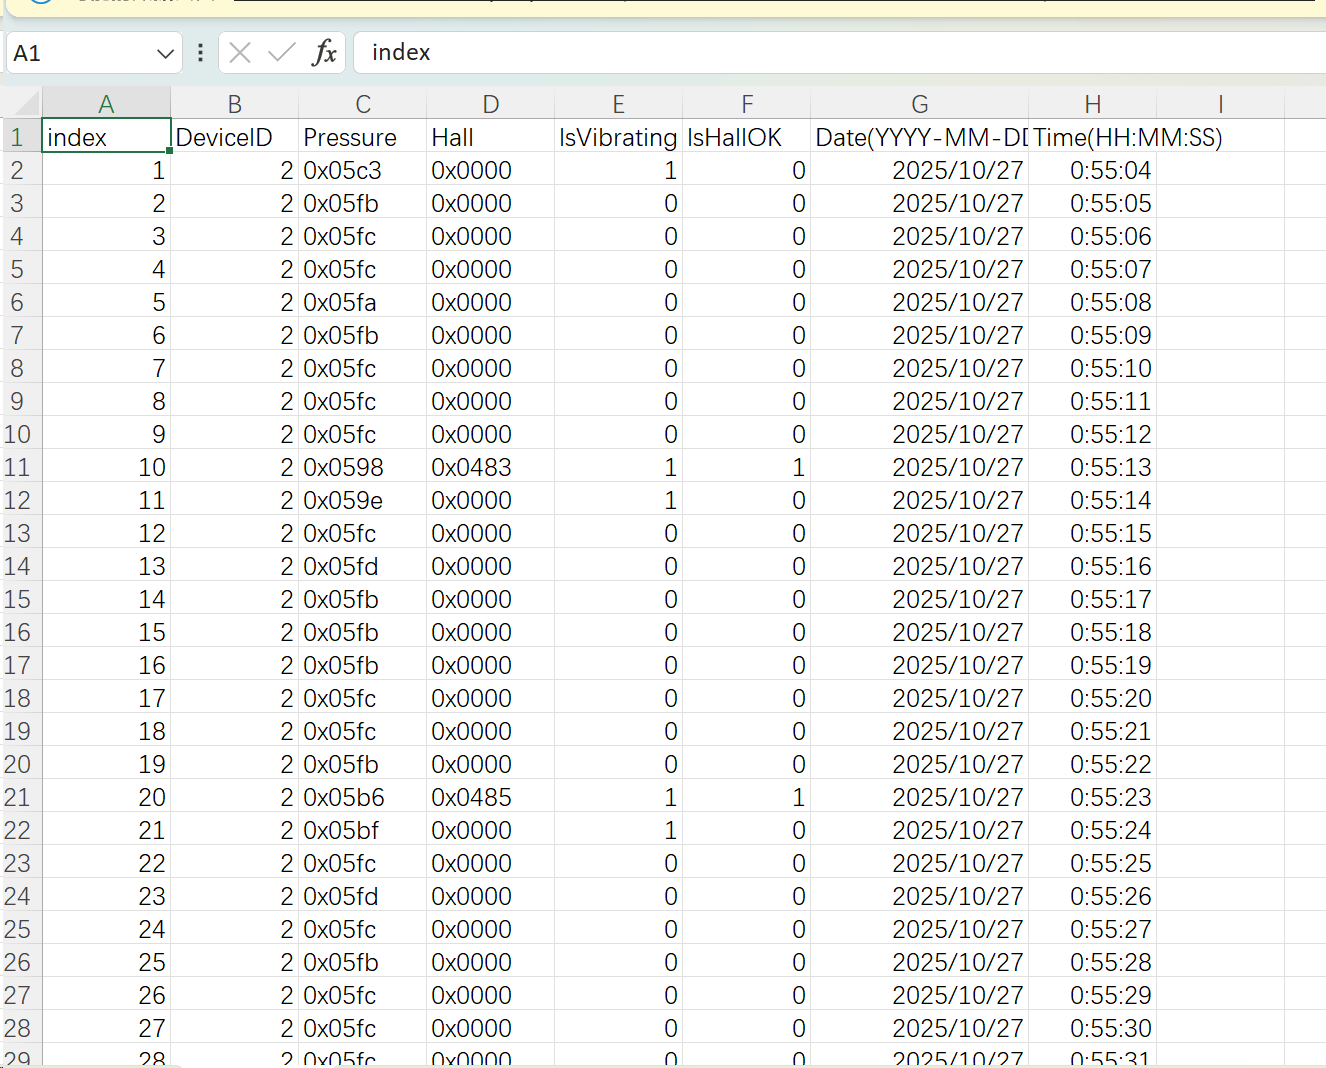 A1 fx index
A B C D E F G H I
1 index DeviceID Pressure Hall IsVibrating IsHallOK Date(YYYY-MM-DD Time(HH:MM:SS)
2 1 2 0x05c3 0x0000 1 0 2025/10/27 0:55:04
3 2 2 0x05fb 0x0000 0 0 2025/10/27 0:55:05
4 3 2 0x05fc 0x0000 0 0 2025/10/27 0:55:06
5 4 2 0x05fc 0x0000 0 0 2025/10/27 0:55:07
6 5 2 0x05fa 0x0000 0 0 2025/10/27 0:55:08
7 6 2 0x05fb 0x0000 0 0 2025/10/27 0:55:09
8 7 2 0x05fc 0x0000 0 0 2025/10/27 0:55:10
9 8 2 0x05fc 0x0000 0 0 2025/10/27 0:55:11
10 9 2 0x05fc 0x0000 0 0 2025/10/27 0:55:12
11 10 2 0x0598 0x0483 1 1 2025/10/27 0:55:13
12 11 2 0x059e 0x0000 1 0 2025/10/27 0:55:14
13 12 2 0x05fc 0x0000 0 0 2025/10/27 0:55:15
14 13 2 0x05fd 0x0000 0 0 2025/10/27 0:55:16
15 14 2 0x05fb 0x0000 0 0 2025/10/27 0:55:17
16 15 2 0x05fb 0x0000 0 0 2025/10/27 0:55:18
17 16 2 0x05fb 0x0000 0 0 2025/10/27 0:55:19
18 17 2 0x05fc 0x0000 0 0 2025/10/27 0:55:20
19 18 2 0x05fc 0x0000 0 0 2025/10/27 0:55:21
20 19 2 0x05fb 0x0000 0 0 2025/10/27 0:55:22
21 20 2 0x05b6 0x0485 1 1 2025/10/27 0:55:23
22 21 2 0x05bf 0x0000 1 0 2025/10/27 0:55:24
23 22 2 0x05fc 0x0000 0 0 2025/10/27 0:55:25
24 23 2 0x05fd 0x0000 0 0 2025/10/27 0:55:26
25 24 2 0x05fc 0x0000 0 0 2025/10/27 0:55:27
26 25 2 0x05fb 0x0000 0 0 2025/10/27 0:55:28
27 26 2 0x05fc 0x0000 0 0 2025/10/27 0:55:29
28 27 2 0x05fc 0x0000 0 0 2025/10/27 0:55:30
29 28 2 0x05fc 0x0000 0 0 2025/10/27 0:55:31